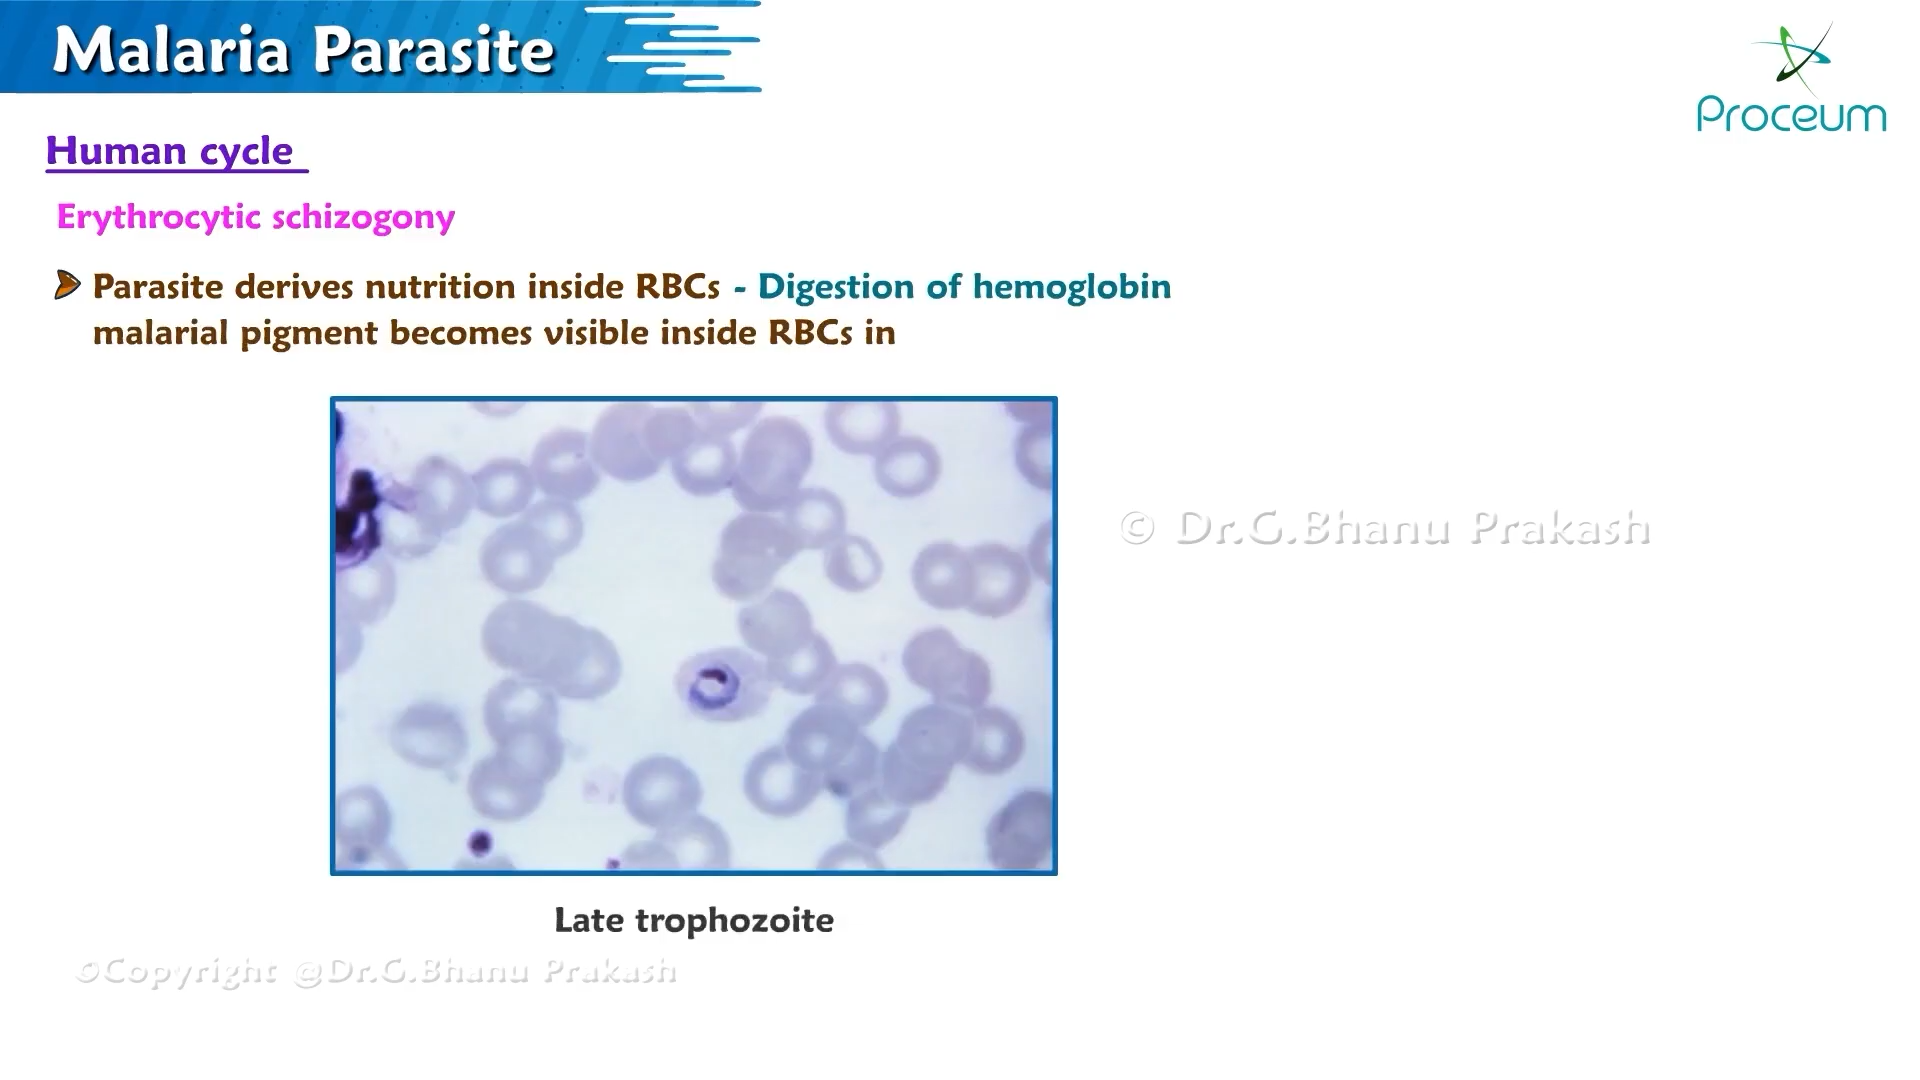 Malaria Parasite
Proceum
Human cycle
Erythrocytic schizogony
Parasite derives nutrition inside RBCs - Digestion of hemoglobin
malarial pigment becomes visible inside RBCs in
© Dr.G.Bhanu Prakash
Late trophozoite
©Copyright @Dr.G.Bhanu Prakash